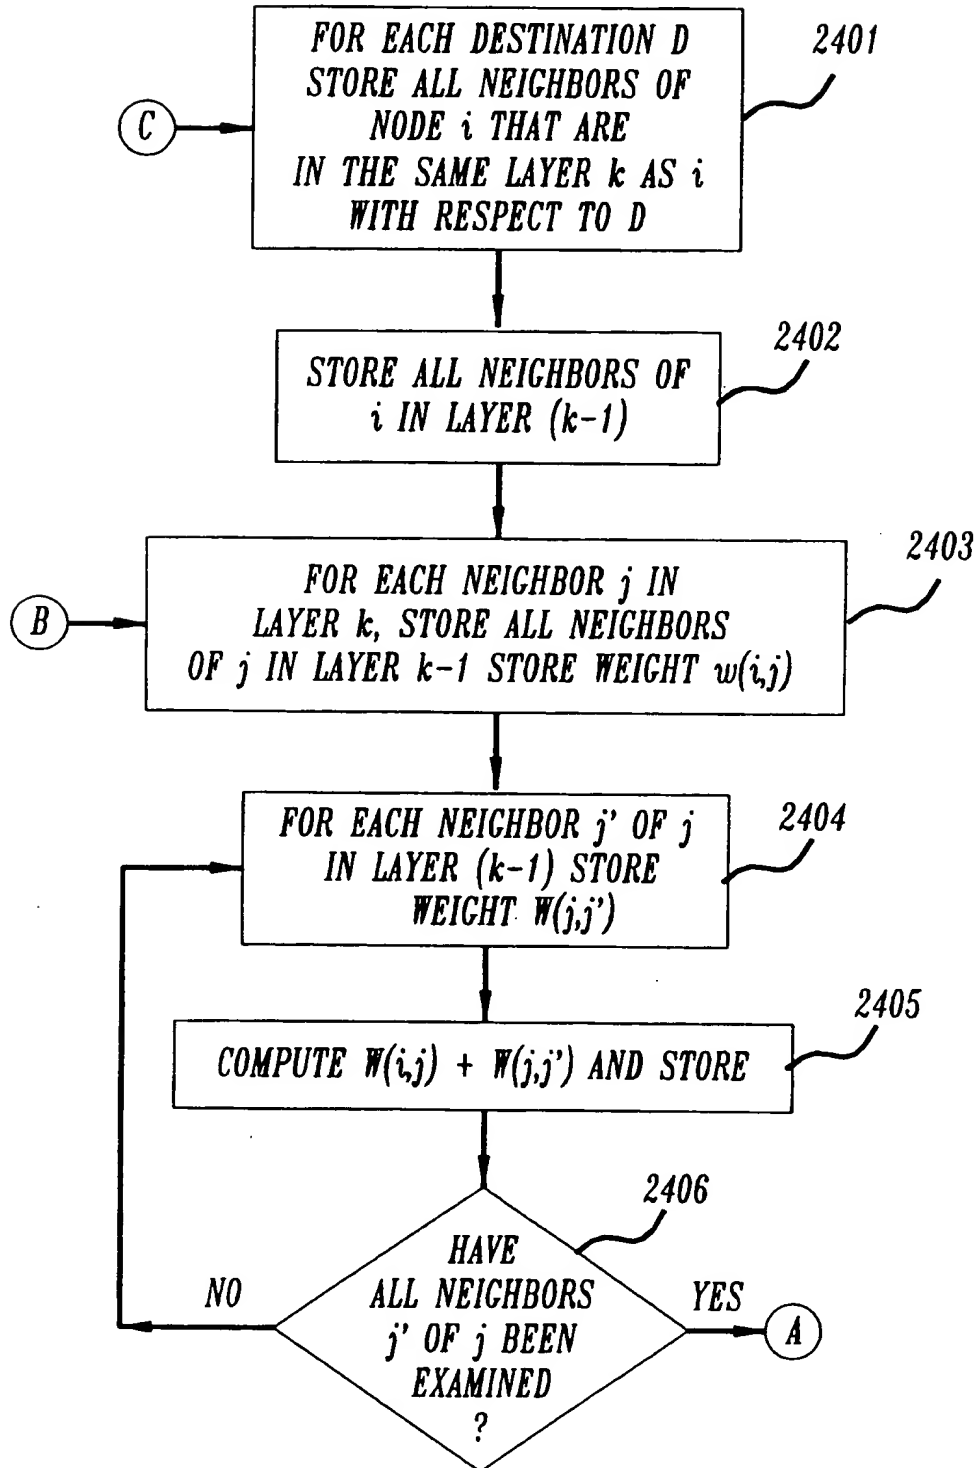 FOR EACH DESTINATION D
STORE ALL NEIGHBORS OF
NODE i THAT ARE
IN THE SAME LAYER k AS i
WITH RESPECT TO D
2401
C
STORE ALL NEIGHBORS OF
i IN LAYER (k-1)
2402
FOR EACH NEIGHBOR j IN
LAYER k, STORE ALL NEIGHBORS
OF j IN LAYER k-1 STORE WEIGHT w(i,j)
2403
B
FOR EACH NEIGHBOR j' OF j
IN LAYER (k-1) STORE
WEIGHT W(j,j')
2404
COMPUTE W(i,j) + W(j,j') AND STORE
2405
HAVE
ALL NEIGHBORS
j' OF j BEEN
EXAMINED
?
2406
NO
YES
A